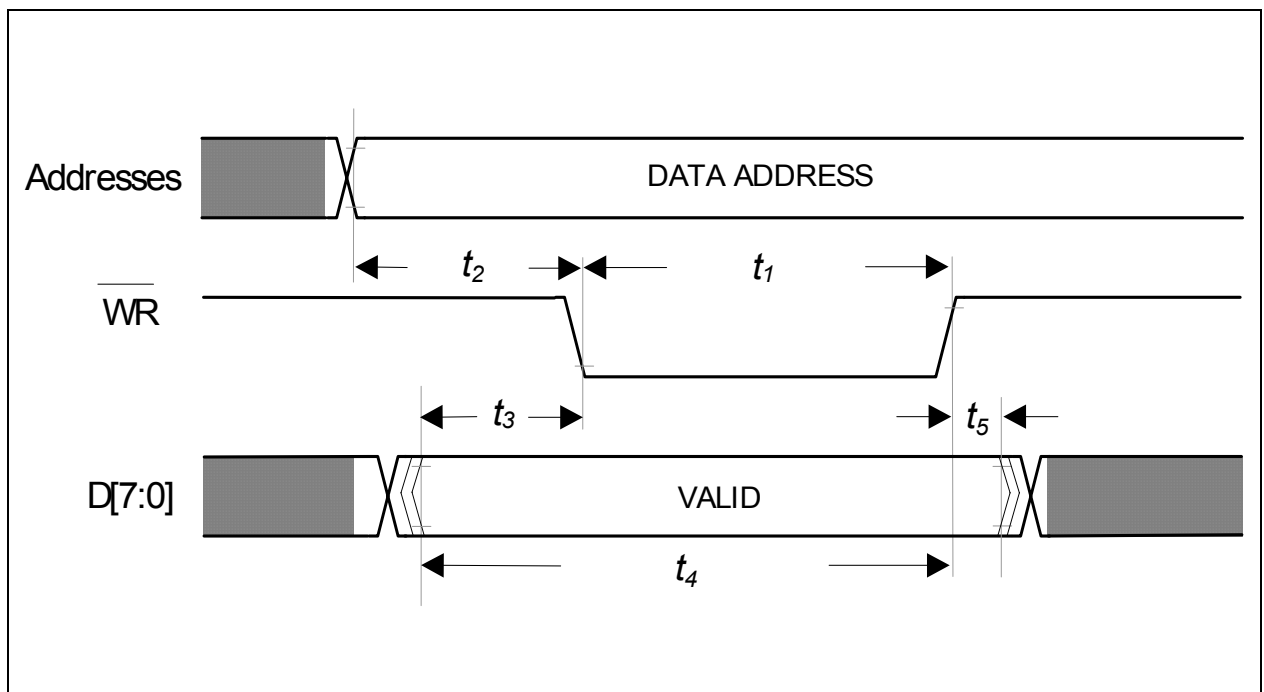 Addresses
DATA ADDRESS
t2
t1
WR
t3
t5
D[7:0]
VALID
t4